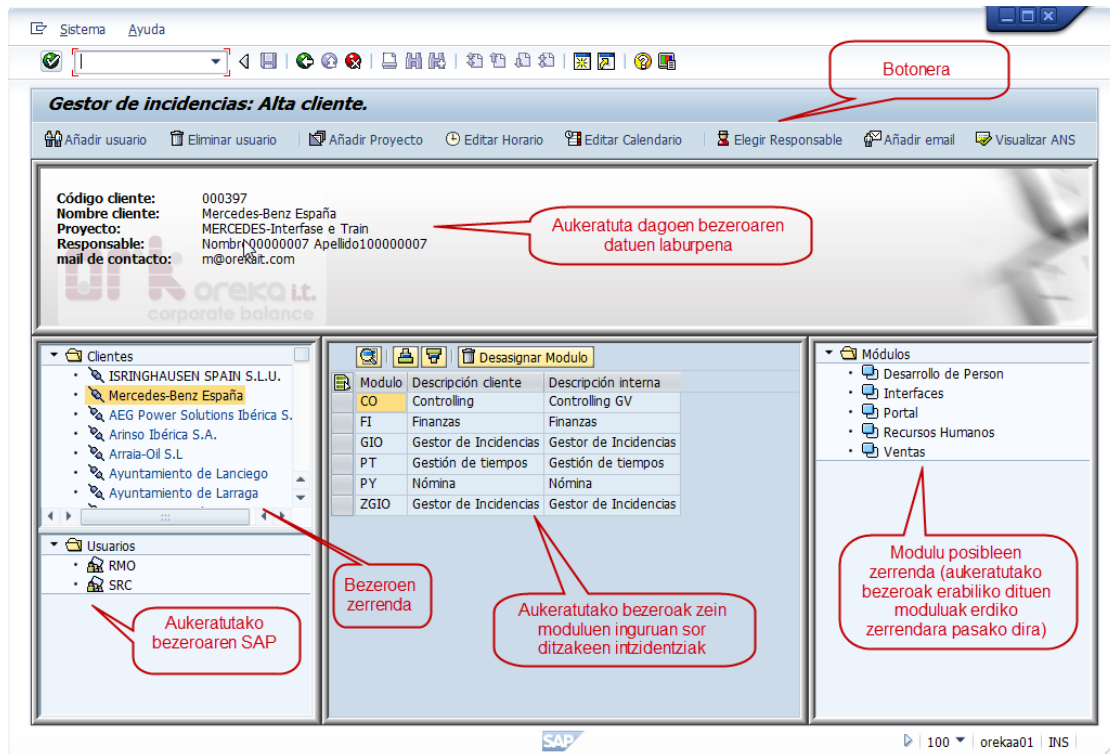 Sistema Ayuda
Botonera
Gestor de incidencias: Alta cliente.
Añadir usuario Eliminar usuario Añadir Proyecto Editar Horario Editar Calendario Elegir Responsable Añadir email Visualizar ANS
Código cliente: 000397
Nombre cliente: Mercedes-Benz España
Proyecto: MERCEDES-Interfase e Train
Responsable: Nombre00000007 Apellido100000007
mail de contacto: m@orekait.com
Aukeratuta dagoen bezeroaren
datuen laburpena
ork oreka i.t.
corporate balance
Clientes
ISRINGHAUSEN SPAIN S.L.U.
Mercedes-Benz España
AEG Power Solutions Ibérica S.
Arinso Ibérica S.A.
Arraia-Oil S.L
Ayuntamiento de Lanciego
Ayuntamiento de Larraga
Usuarios
RMO
SRC
Aukeratutako
bezeroaren SAP
Bezeroen
zerrenda
Desasignar Modulo
Modulo Descripción cliente Descripción interna
CO Controlling Controlling GV
FI Finanzas Finanzas
GIO Gestor de Incidencias Gestor de Incidencias
PT Gestión de tiempos Gestión de tiempos
PY Nómina Nómina
ZGIO Gestor de Incidencias Gestor de Incidencias
Aukeratutako bezeroak zein
moduluen inguruan sor
ditzakeen intzidentziak
Módulos
Desarrollo de Person
Interfaces
Portal
Recursos Humanos
Ventas
Modulu posibleen
zerrenda (aukeratutako
bezeroak erabiliko dituen
moduluak erdiko
zerrendara pasako dira)
SAP
100 orekaa01 INS